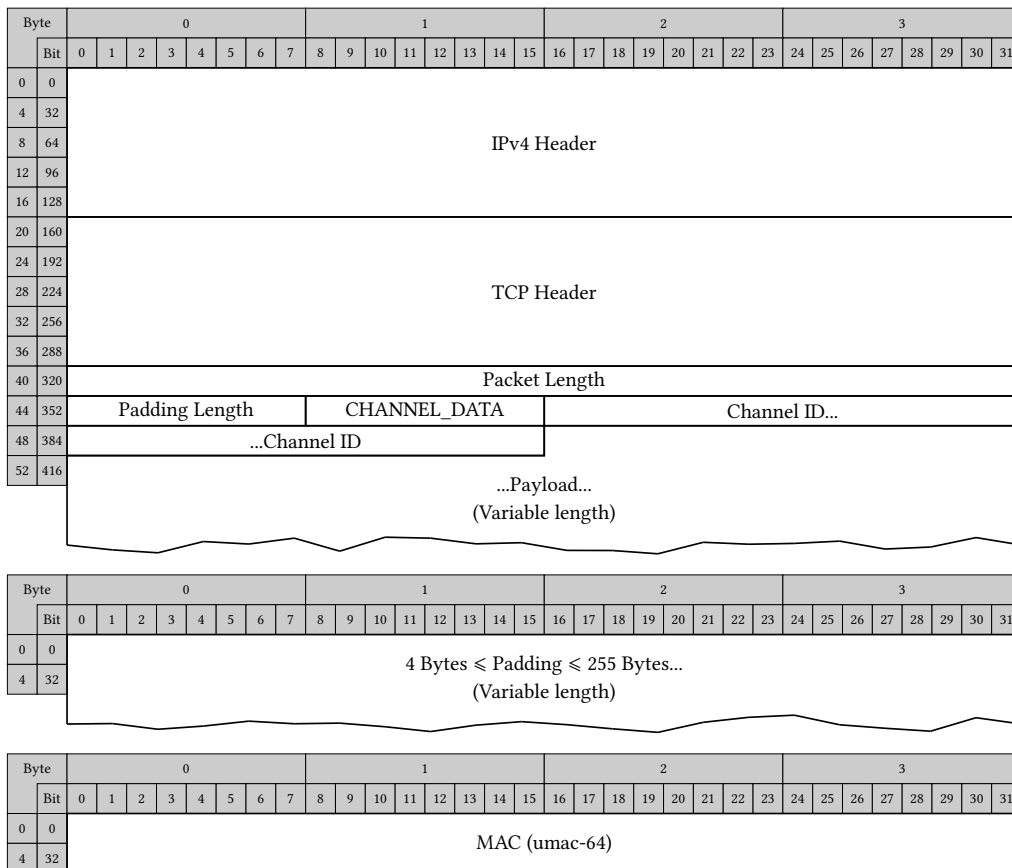 Byte 0 1 2 3
Bit 0 1 2 3 4 5 6 7 8 9 10 11 12 13 14 15 16 17 18 19 20 21 22 23 24 25 26 27 28 29 30 31
0 0
4 32
8 64 IPv4 Header
12 96
16 128
20 160
24 192
28 224 TCP Header
32 256
36 288
40 320 Packet Length
44 352 Padding Length CHANNEL_DATA Channel ID...
48 384 ...Channel ID
52 416 ...Payload...
(Variable length)
Byte 0 1 2 3
Bit 0 1 2 3 4 5 6 7 8 9 10 11 12 13 14 15 16 17 18 19 20 21 22 23 24 25 26 27 28 29 30 31
0 0 4 Bytes ⩽ Padding ⩽ 255 Bytes...
4 32 (Variable length)
Byte 0 1 2 3
Bit 0 1 2 3 4 5 6 7 8 9 10 11 12 13 14 15 16 17 18 19 20 21 22 23 24 25 26 27 28 29 30 31
0 0 MAC (umac-64)
4 32